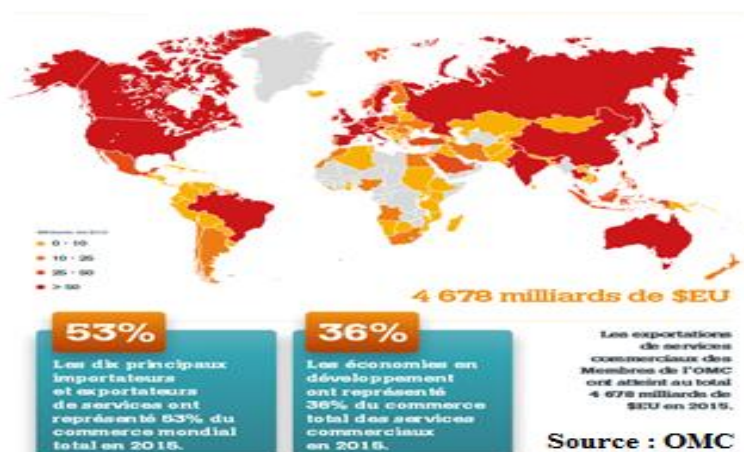 Milliards de $EU
0 - 10
10 - 25
25 - 50
> 50
4 678 milliards de $EU
53%
Les dix principaux
importateurs
et exportateurs
de services ont
représenté 53% du
commerce mondial
total en 2015.
36%
Les économies en
développement
ont représenté
36% du commerce
total des services
commerciaux
en 2015.
Les exportations
de services
commerciaux des
Membres de l'OMC
ont atteint au total
4 678 milliards de
$EU en 2015.
Source : OMC